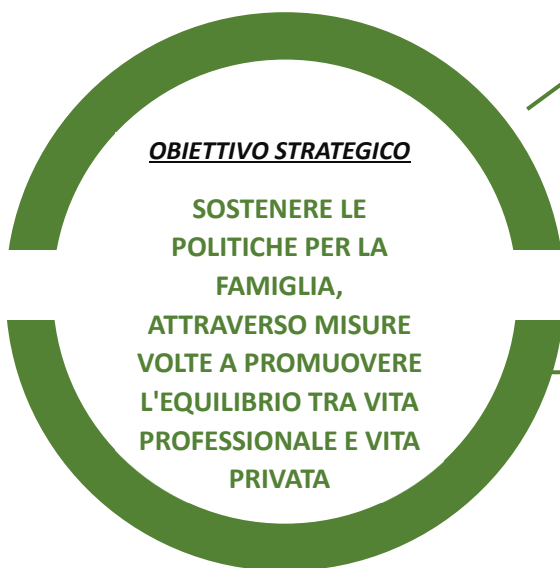 OBIETTIVO STRATEGICO
SOSTENERE LE
POLITICHE PER LA
FAMIGLIA,
ATTRAVERSO MISURE
VOLTE A PROMUOVERE
L'EQUILIBRIO TRA VITA
PROFESSIONALE E VITA
PRIVATA